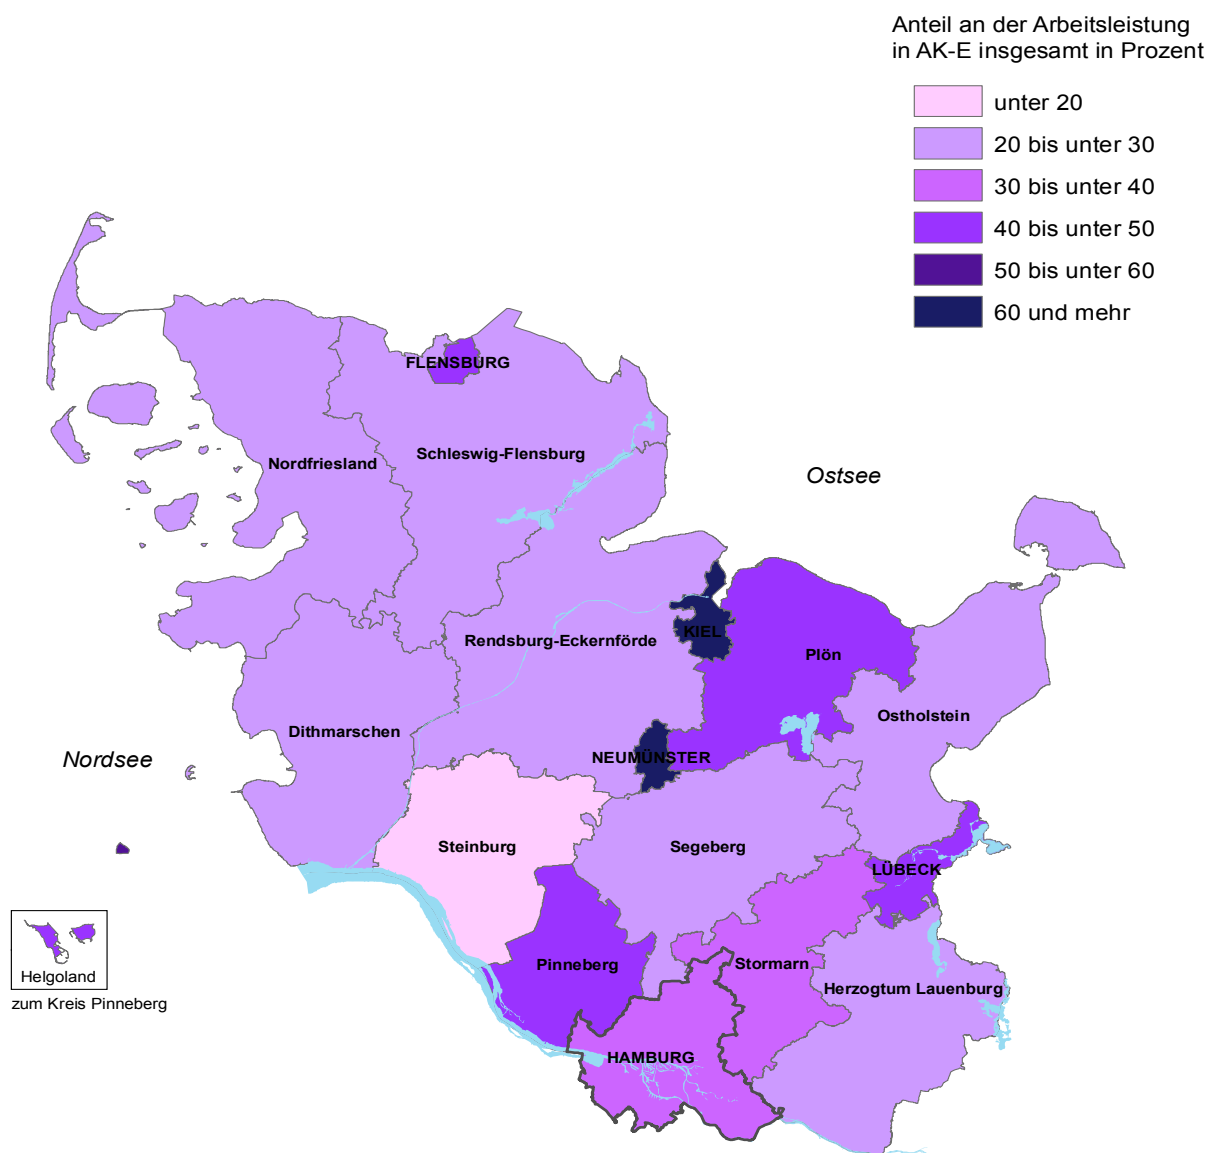 Anteil an der Arbeitsleistung
in AK-E insgesamt in Prozent
unter 20
20 bis unter 30
30 bis unter 40
40 bis unter 50
50 bis unter 60
60 und mehr
FLENSBURG
Schleswig-Flensburg
Nordfriesland
Ostsee
KIEL
Rendsburg-Eckernförde
Plön
Ostholstein
Dithmarschen
Nordsee
NEUMÜNSTER
Steinburg
Segeberg
LÜBECK
Pinneberg
Stormarn
Helgoland
Herzogtum Lauenburg
zum Kreis Pinneberg
HAMBURG